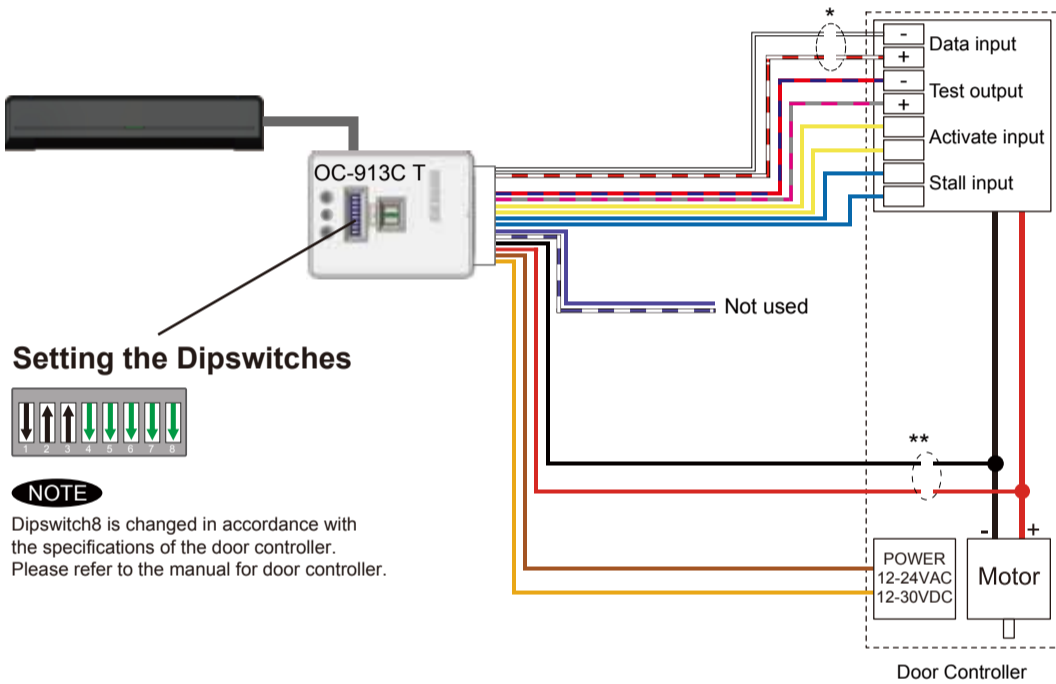 *
-
Data input
+
-
Test output
+
Activate input
Stall input
OC-913C T
Not used
Setting the Dipswitches
1 2 3 4 5 6 7 8
NOTE
Dipswitch8 is changed in accordance with
the specifications of the door controller.
Please refer to the manual for door controller.
**
- +
POWER
12-24VAC
12-30VDC
Motor
Door Controller